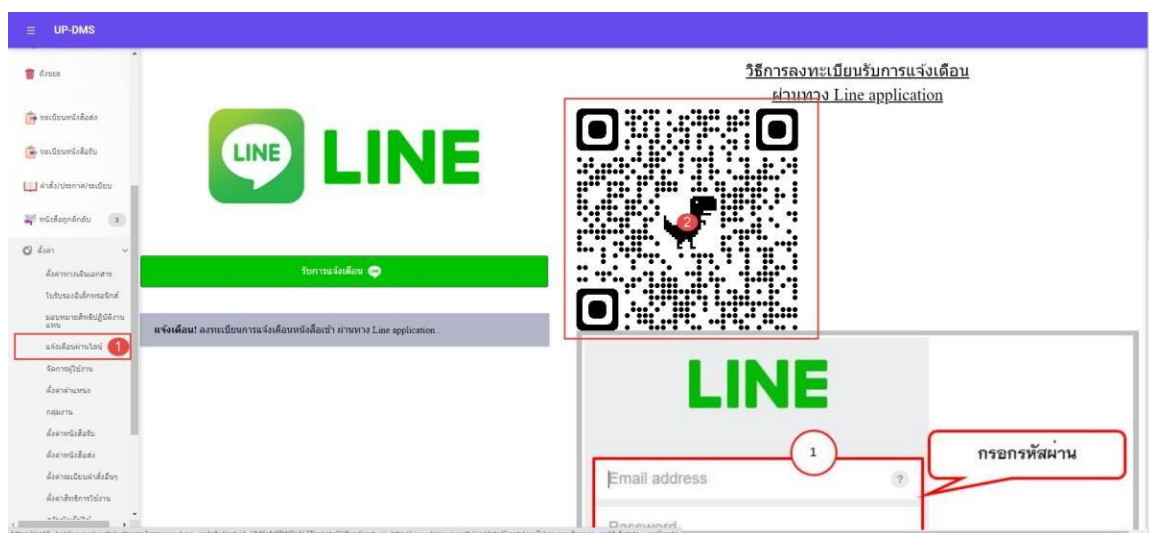 UP-DMS
ถังขยะ
ทะเบียนหนังสือส่ง
ทะเบียนหนังสือรับ
คำสั่ง/ประกาศ/ระเบียบ
หนังสือถูกตีกลับ 3
ตั้งค่า
ตั้งค่าทางเดินเอกสาร
ใบรับรองอิเล็กทรอนิกส์
มอบหมายสิทธิปฏิบัติงาน
แทน
แจ้งเตือนผ่านไลน์ 1
จัดการผู้ใช้งาน
ตั้งค่าตำแหน่ง
กลุ่มงาน
ตั้งค่าหนังสือรับ
ตั้งค่าหนังสือส่ง
ตั้งค่าระเบียบคำสั่งอื่นๆ
ตั้งค่าสิทธิการใช้งาน
LINE LINE
รับการแจ้งเตือน
แจ้งเตือน! ลงทะเบียนการแจ้งเตือนหนังสือเข้า ผ่านทาง Line application .
วิธีการลงทะเบียนรับการแจ้งเตือน
ผ่านทาง Line application
2
LINE
1
กรอกรหัสผ่าน
Email address ?
Password